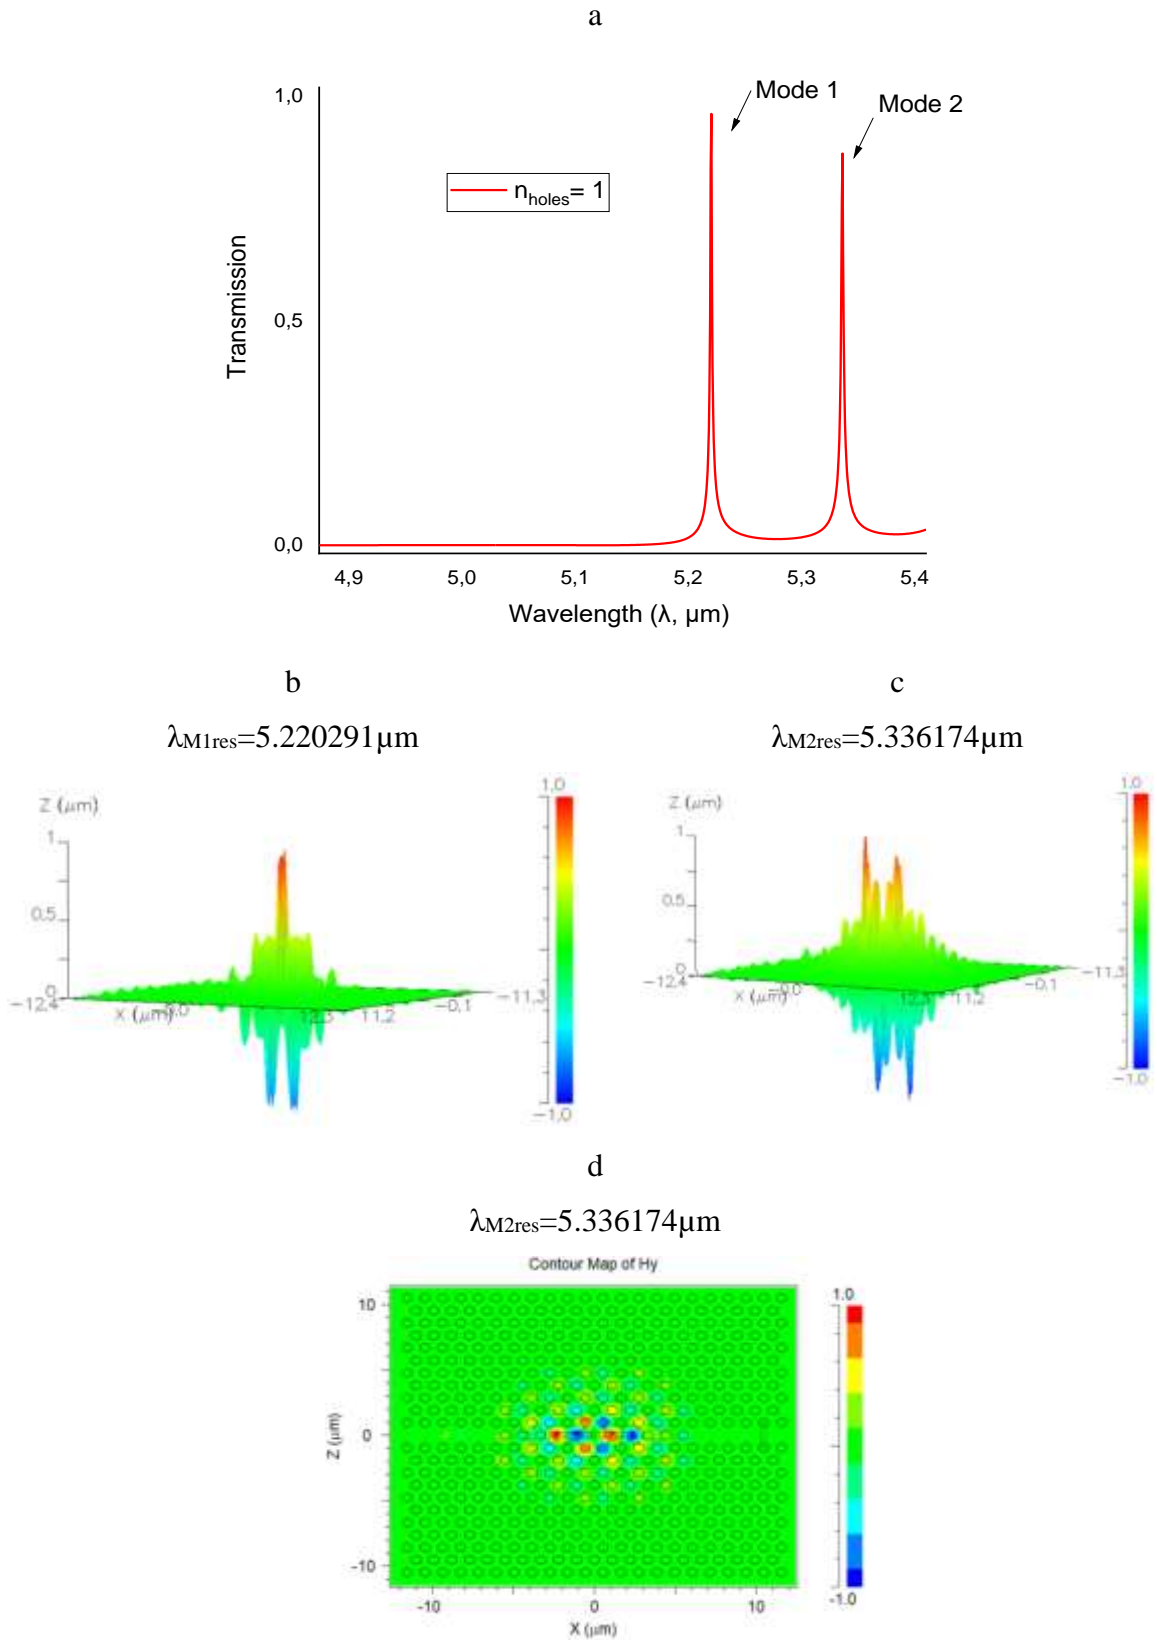 a
1,0
Mode 1
Mode 2
n_holes= 1
Transmission
0,5
0,0
4,9 5,0 5,1 5,2 5,3 5,4
Wavelength (λ, µm)
b
c
λM1res=5.220291µm
λM2res=5.336174µm
Z (µm)
1.0
1
0.5
0
−12.4
X (µm)
12.3
11.2
−0.1
−11.3
−1.0
Z (µm)
1.0
1
0.5
0
−12.4
X (µm)
12.3
11.2
−0.1
−11.3
−1.0
d
λM2res=5.336174µm
Contour Map of Hy
10
0
-10
Z (µm)
-10 0 10
X (µm)
1.0
-1.0